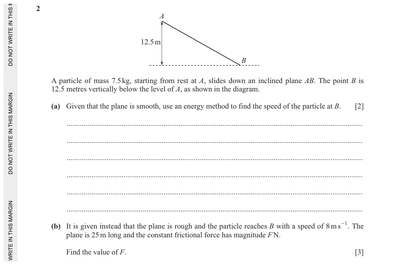 DO NOT WRITE IN THIS M
2
A
12.5 m
B
A particle of mass 7.5 kg, starting from rest at A, slides down an inclined plane AB. The point B is
12.5 metres vertically below the level of A, as shown in the diagram.
DO NOT WRITE IN THIS MARGIN
(a) Given that the plane is smooth, use an energy method to find the speed of the particle at B. [2]
WRITE IN THIS MARGIN
(b) It is given instead that the plane is rough and the particle reaches B with a speed of 8 m s⁻¹. The
plane is 25 m long and the constant frictional force has magnitude F N.
Find the value of F. [3]